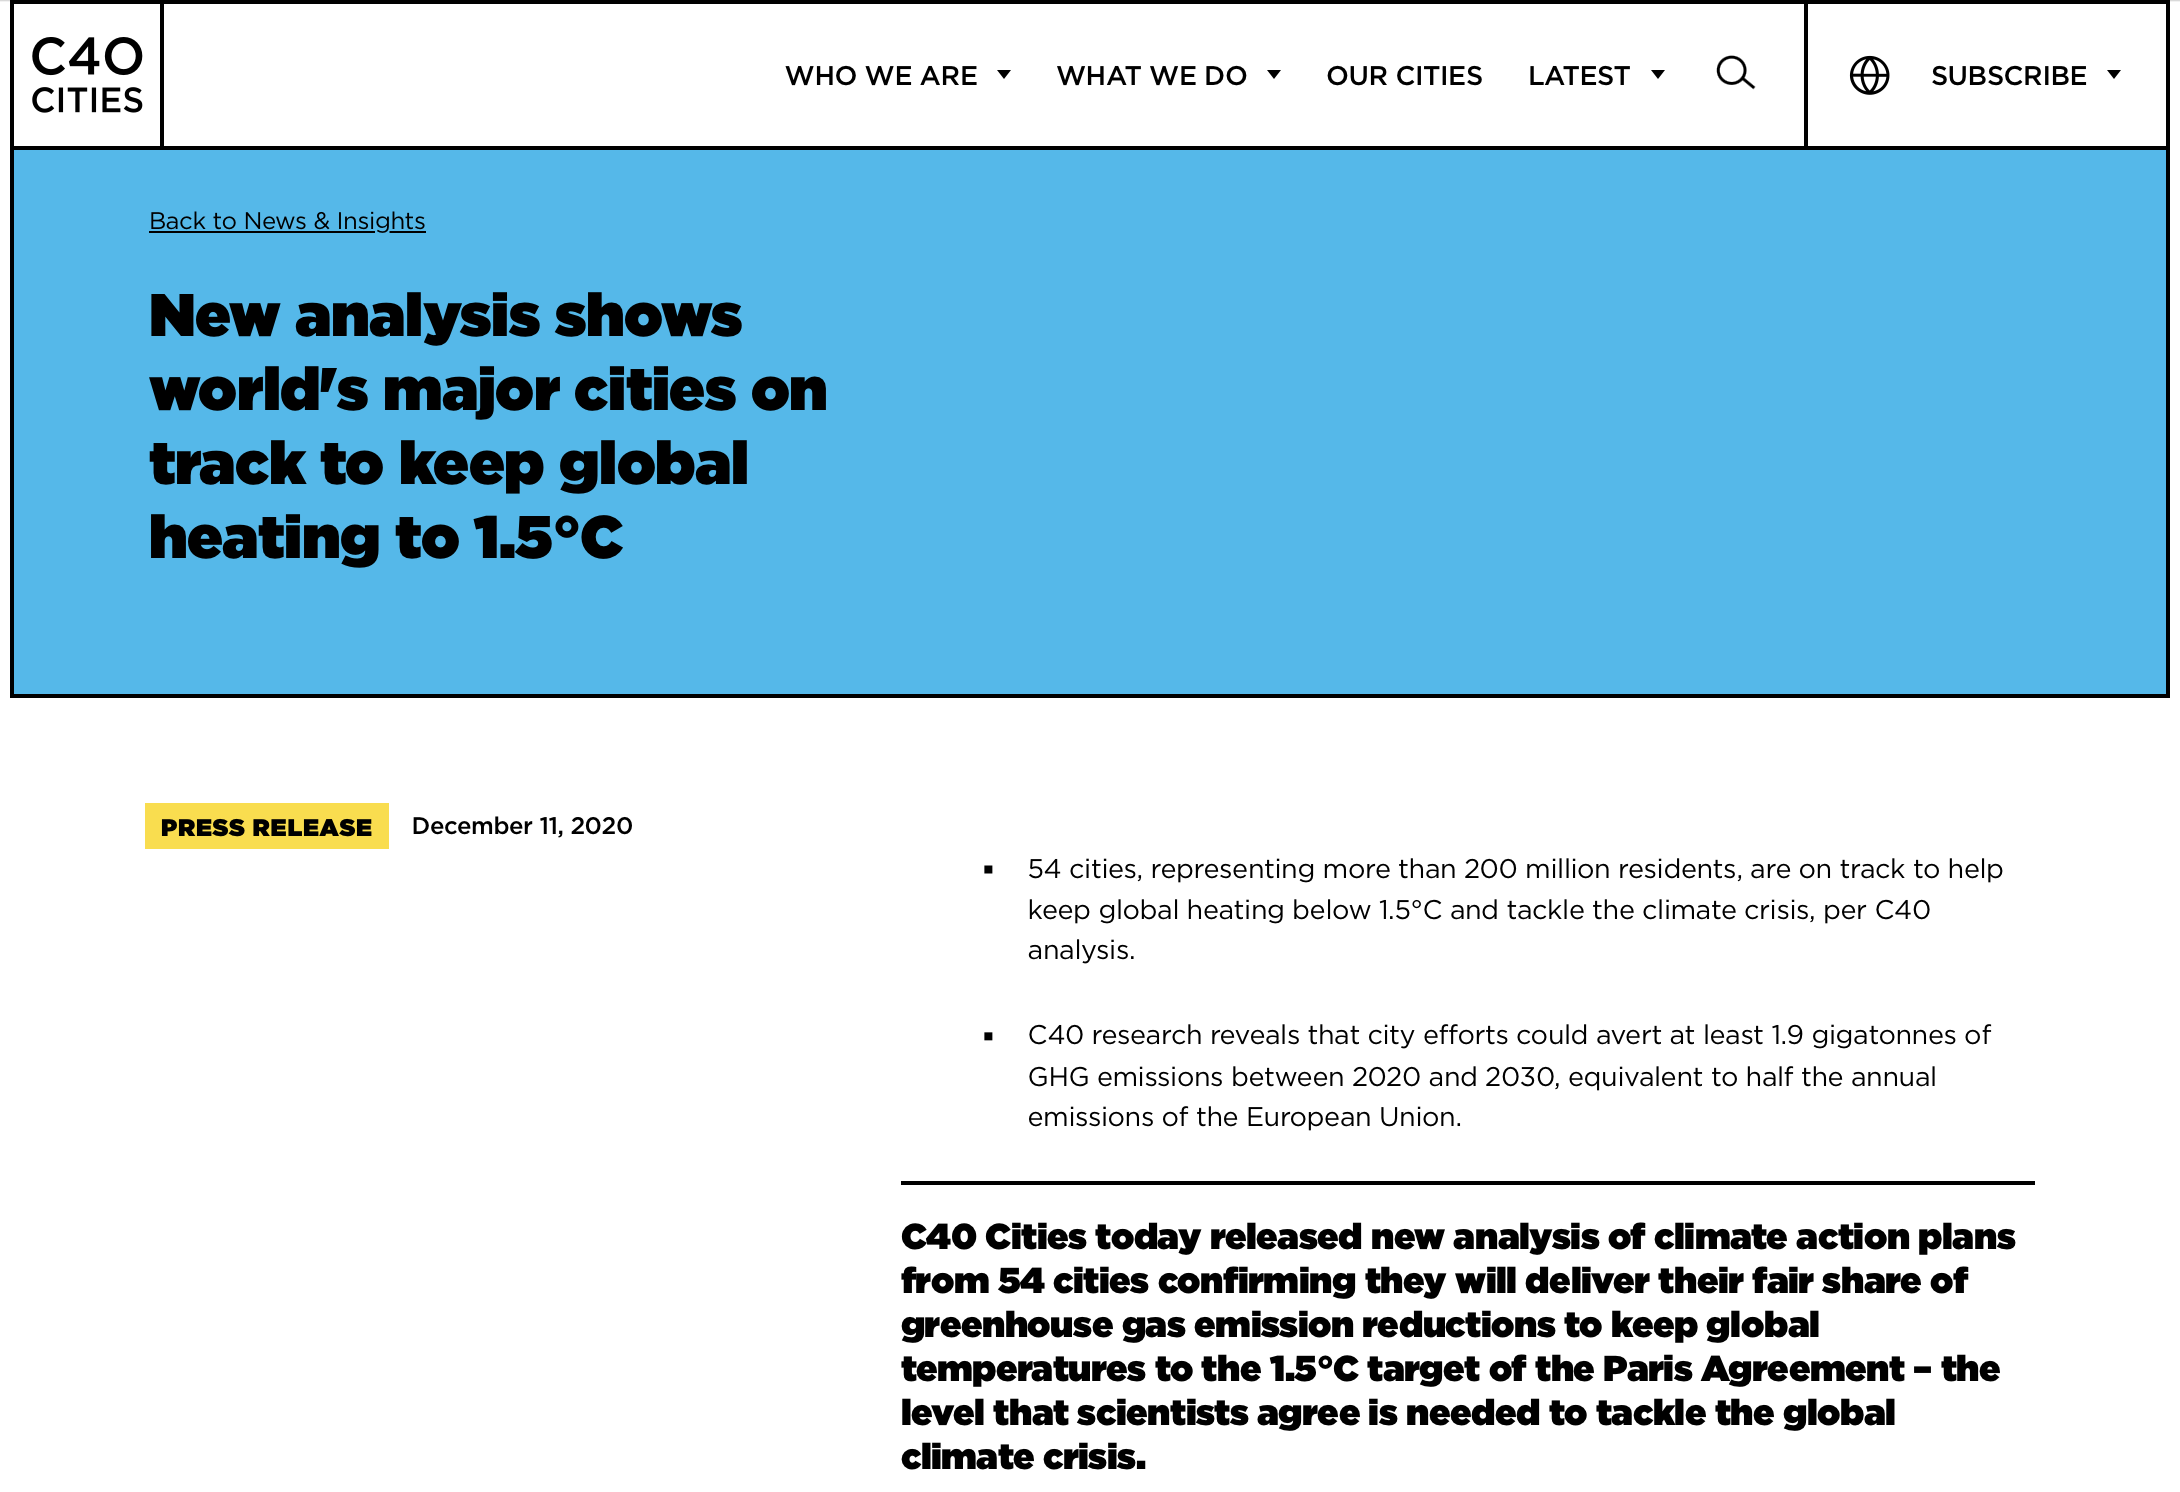 C40
CITIES
WHO WE ARE
WHAT WE DO
OUR CITIES
LATEST
SUBSCRIBE
Back to News & Insights
New analysis shows
world's major cities on
track to keep global
heating to 1.5°C
PRESS RELEASE
December 11, 2020
▪ 54 cities, representing more than 200 million residents, are on track to help
keep global heating below 1.5°C and tackle the climate crisis, per C40
analysis.
▪ C40 research reveals that city efforts could avert at least 1.9 gigatonnes of
GHG emissions between 2020 and 2030, equivalent to half the annual
emissions of the European Union.
C40 Cities today released new analysis of climate action plans
from 54 cities confirming they will deliver their fair share of
greenhouse gas emission reductions to keep global
temperatures to the 1.5°C target of the Paris Agreement – the
level that scientists agree is needed to tackle the global
climate crisis.